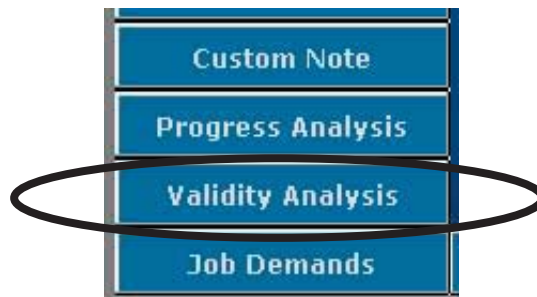 Custom Note
Progress Analysis
Validity Analysis
Job Demands